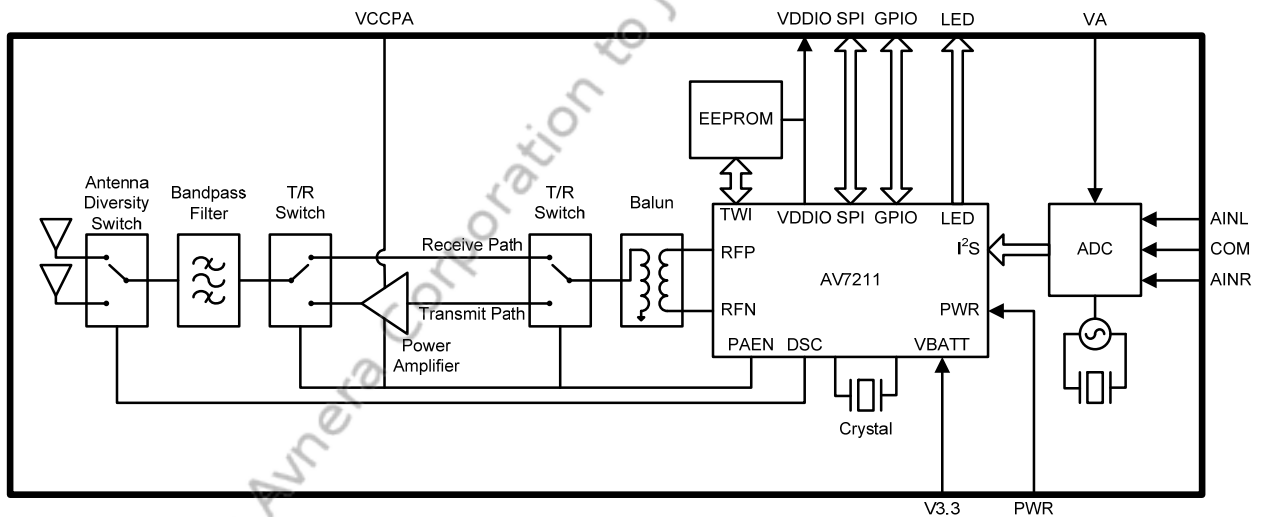 VCCPA
VDDIO SPI GPIO LED
VA
EEPROM
Antenna
Diversity
Switch
Bandpass
Filter
T/R
Switch
T/R
Switch
Balun
TWI
VDDIO SPI GPIO LED
I²S
ADC
AINL
COM
AINR
Receive Path
RFP
AV7211
Transmit Path
RFN
PWR
Power
Amplifier
PAEN DSC
VBATT
Crystal
V3.3
PWR
Avnera Corporation to